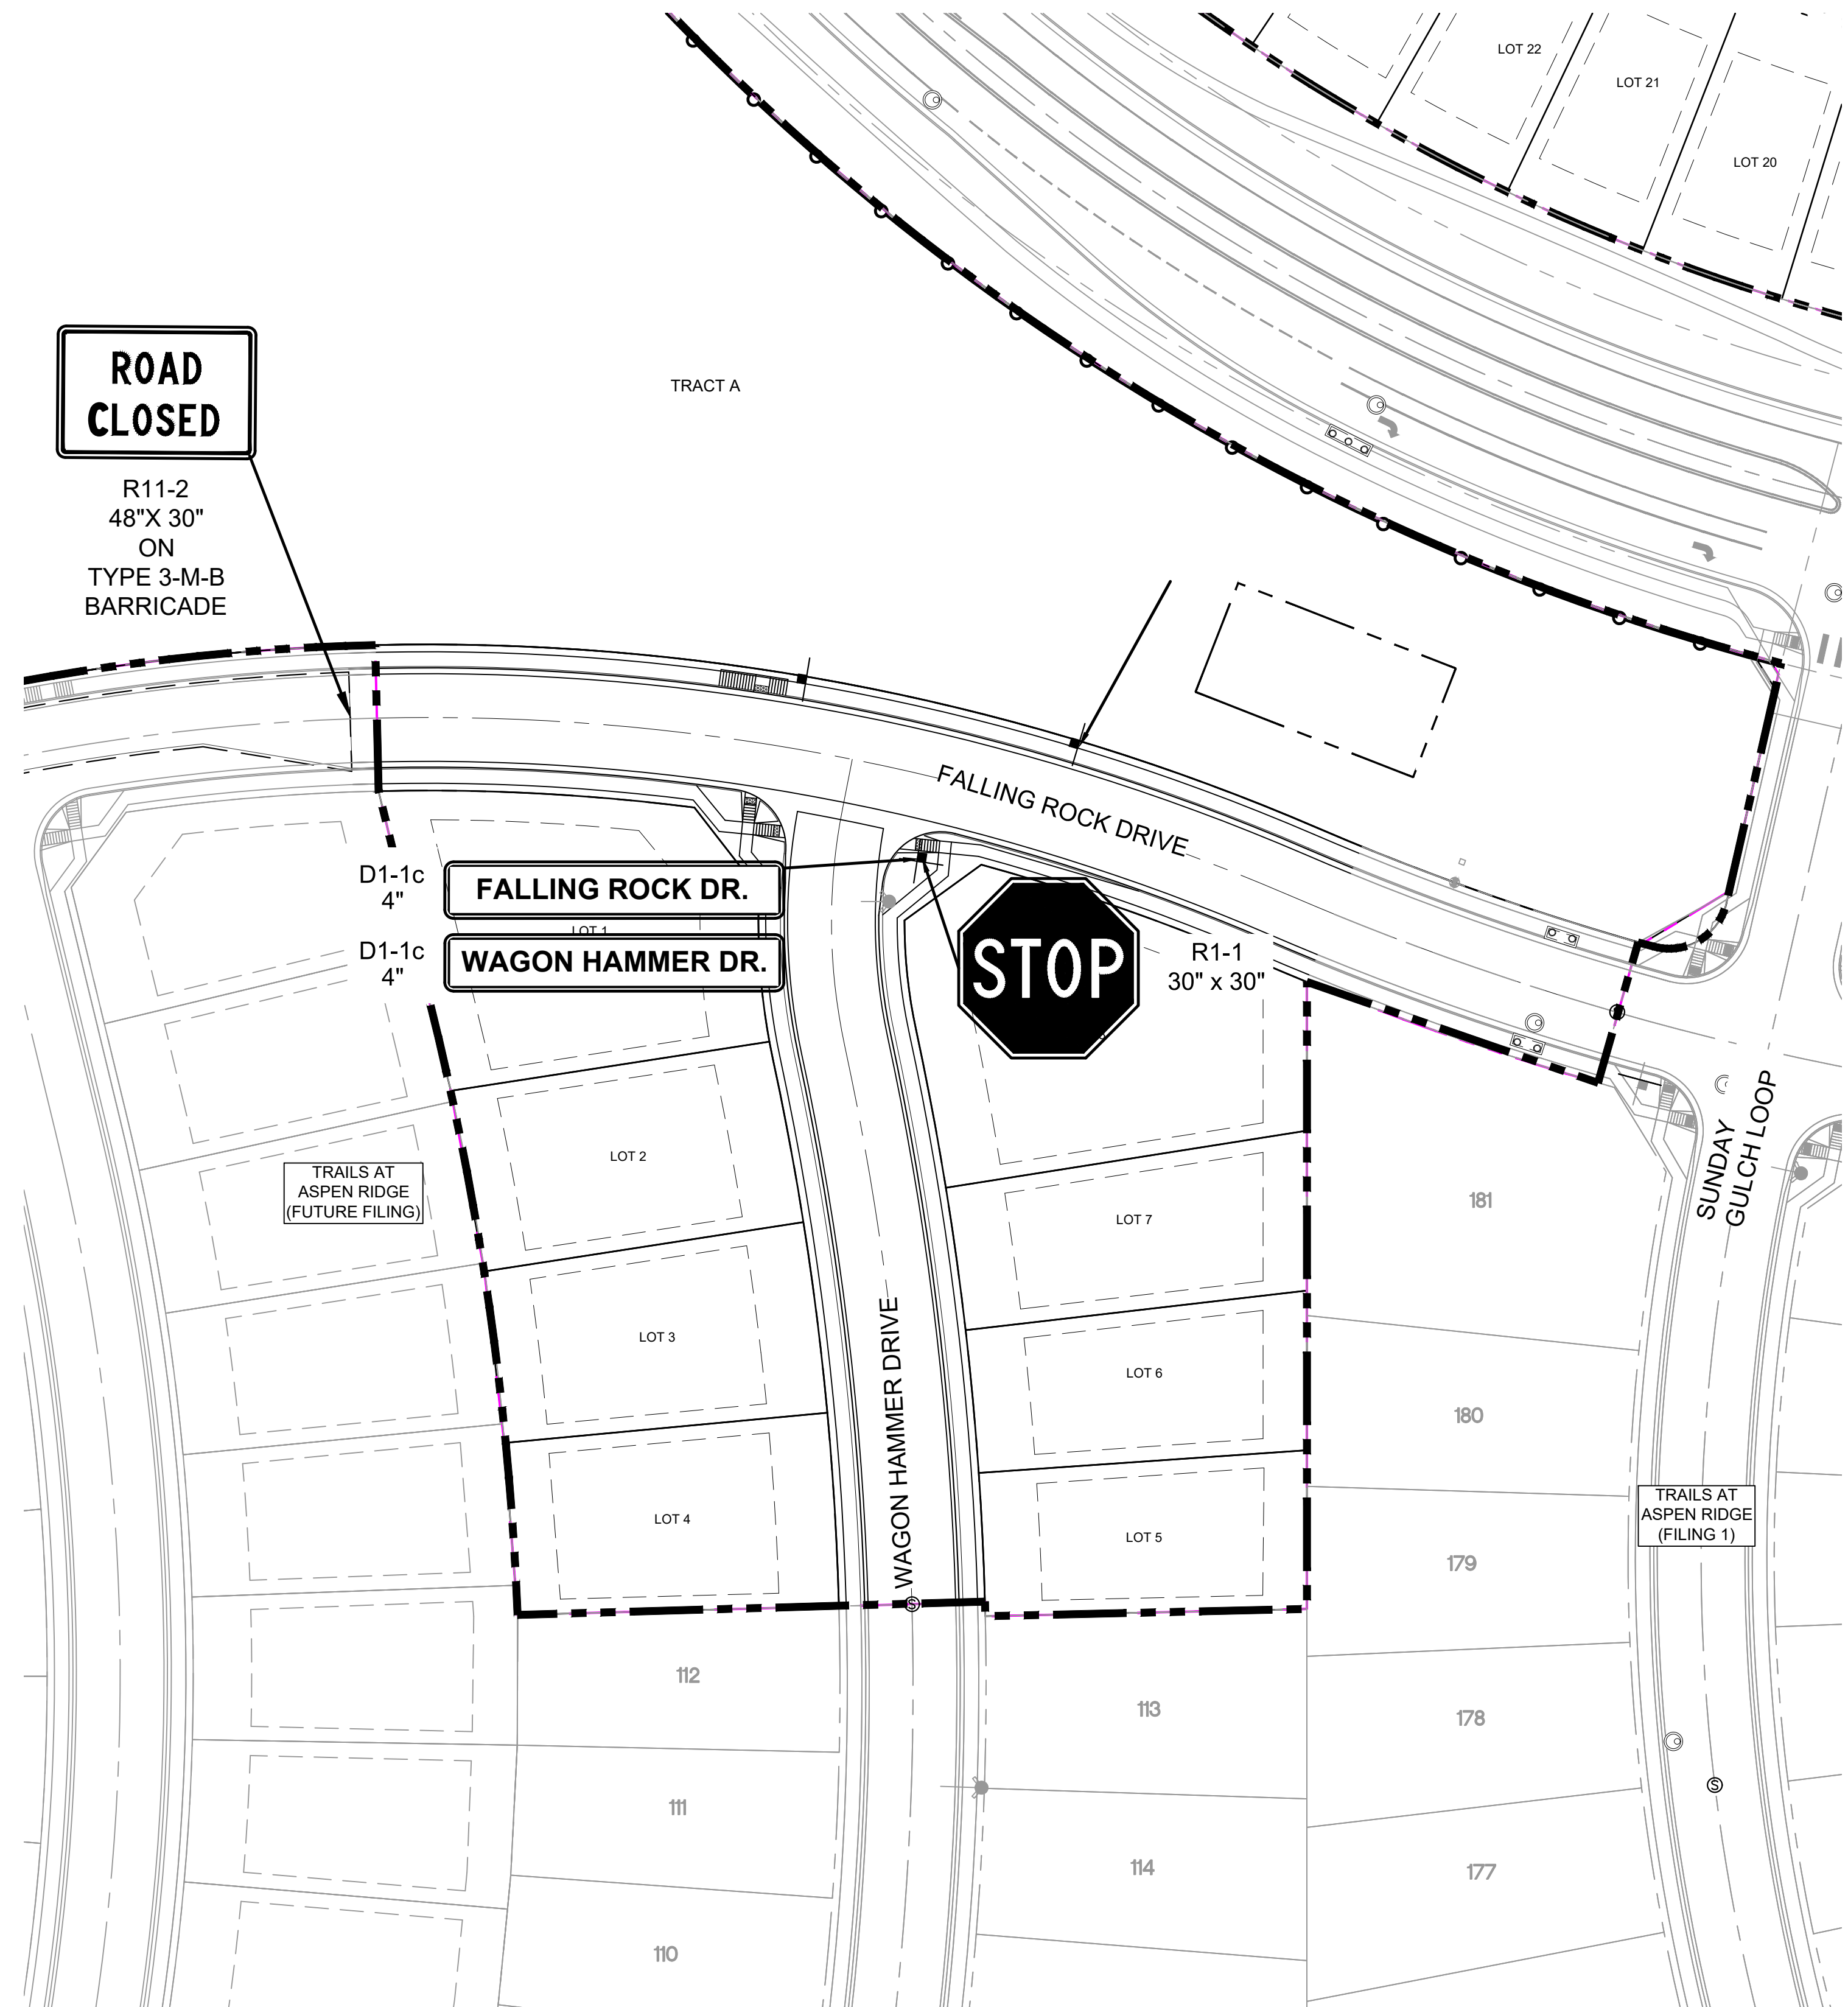 LOT 22
LOT 21
LOT 20
ROAD
CLOSED
R11-2
48"X 30"
ON
TYPE 3-M-B
BARRICADE
TRACT A
FALLING ROCK DRIVE
D1-1c
4"
FALLING ROCK DR.
LOT 1
D1-1c
4"
WAGON HAMMER DR.
STOP
R1-1
30" x 30"
SUNDAY
GULCH LOOP
TRAILS AT
ASPEN RIDGE
(FUTURE FILING)
LOT 2
LOT 7
181
LOT 3
LOT 6
WAGON HAMMER DRIVE
180
LOT 4
LOT 5
TRAILS AT
ASPEN RIDGE
(FILING 1)
179
S
112
113
178
S
111
114
177
110